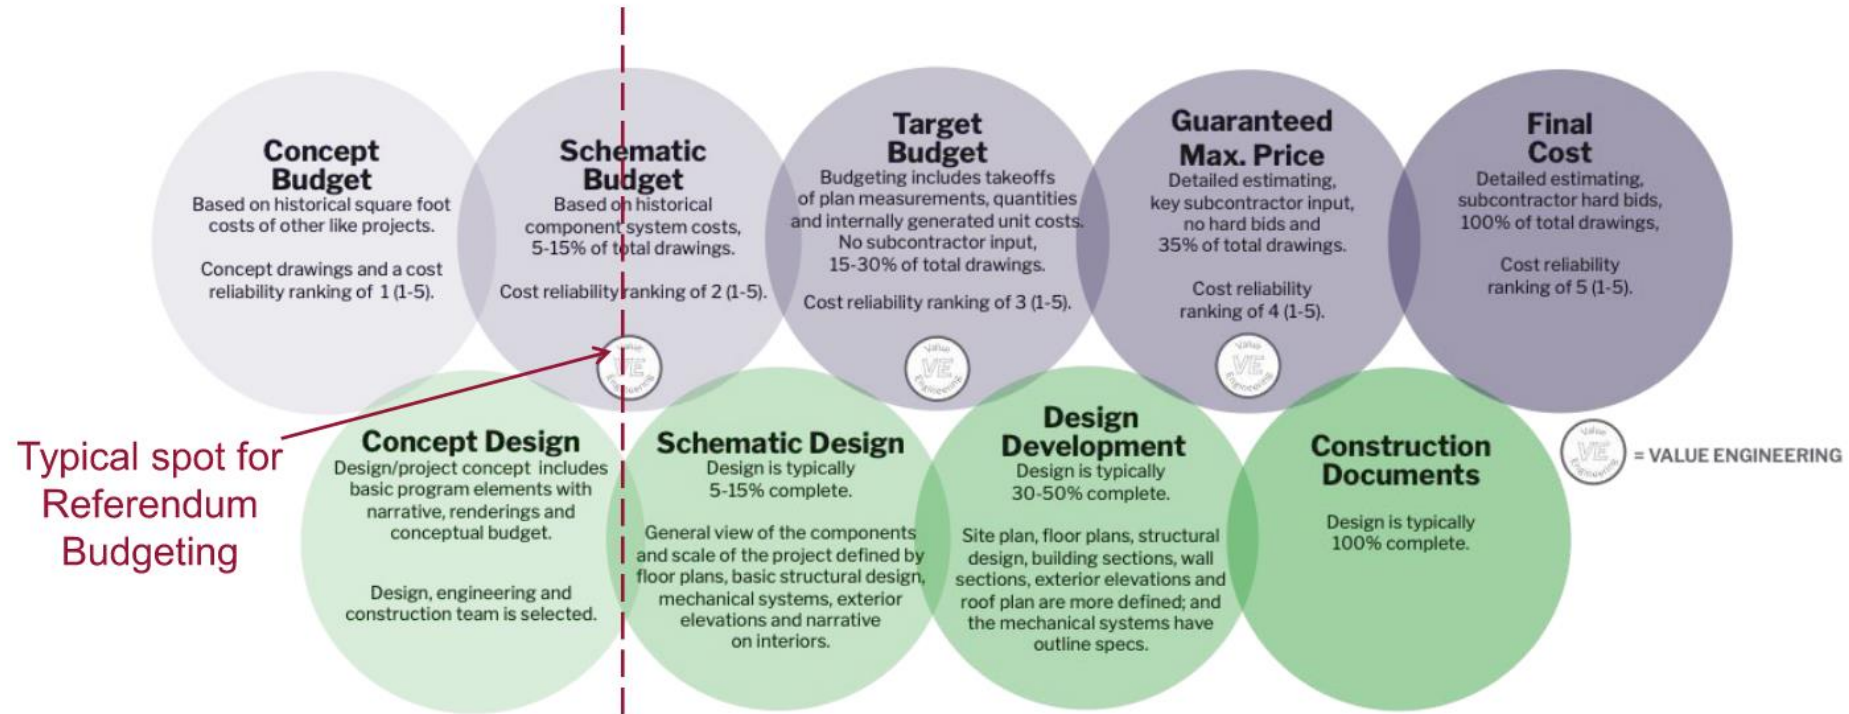 Concept
Budget
Based on historical square foot
costs of other like projects.
Concept drawings and a cost
reliability ranking of 1 (1-5).
Schematic
Budget
Based on historical
component system costs,
5-15% of total drawings.
Cost reliability ranking of 2 (1-5).
Value
VE
Engineering
Target
Budget
Budgeting includes takeoffs
of plan measurements, quantities
and internally generated unit costs.
No subcontractor input,
15-30% of total drawings.
Cost reliability ranking of 3 (1-5).
Value
VE
Engineering
Guaranteed
Max. Price
Detailed estimating,
key subcontractor input,
no hard bids and
35% of total drawings.
Cost reliability
ranking of 4 (1-5).
Value
VE
Engineering
Final
Cost
Detailed estimating,
subcontractor hard bids,
100% of total drawings,
Cost reliability
ranking of 5 (1-5).
Typical spot for
Referendum
Budgeting
Concept Design
Design/project concept includes
basic program elements with
narrative, renderings and
conceptual budget.
Design, engineering and
construction team is selected.
Schematic Design
Design is typically
5-15% complete.
General view of the components
and scale of the project defined by
floor plans, basic structural design,
mechanical systems, exterior
elevations and narrative
on interiors.
Design
Development
Design is typically
30-50% complete.
Site plan, floor plans, structural
design, building sections, wall
sections, exterior elevations and
roof plan are more defined; and
the mechanical systems have
outline specs.
Construction
Documents
Design is typically
100% complete.
Value
VE
Engineering
= VALUE ENGINEERING